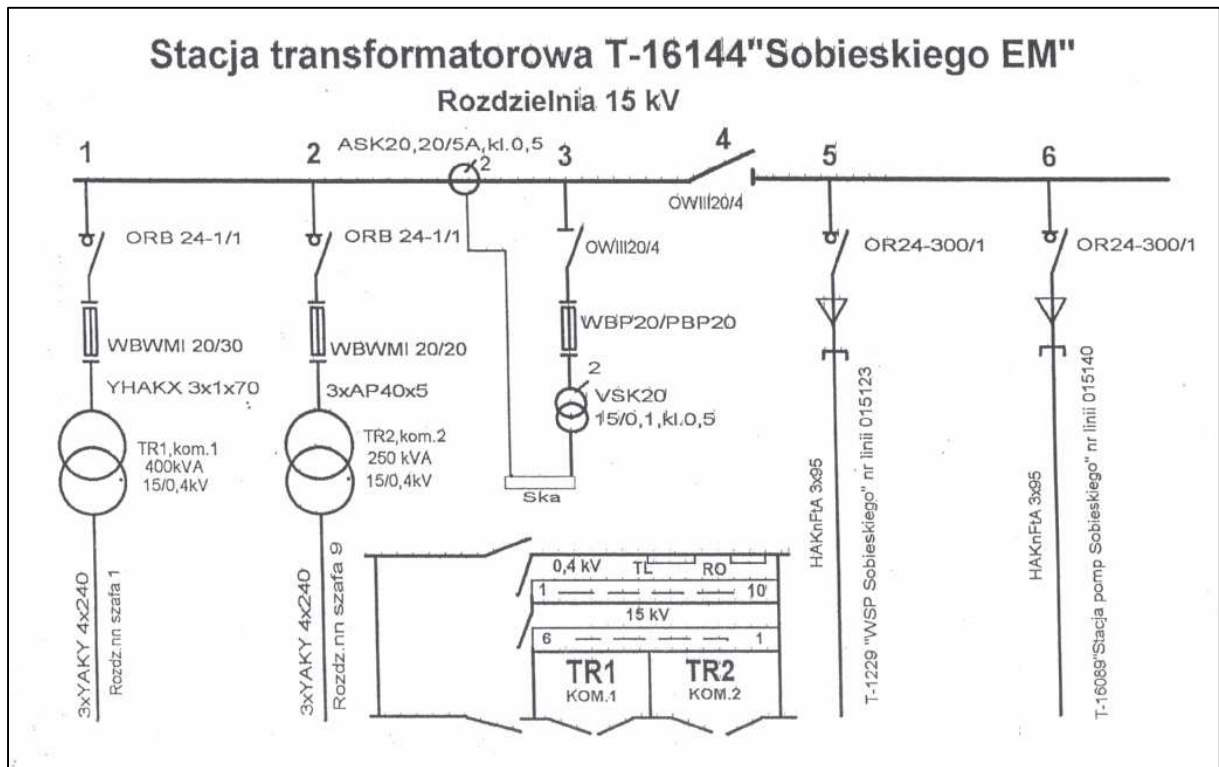 Stacja transformatorowa T-16144"Sobieskiego EM"
Rozdzielnia 15 kV
ASK20,20/5A,kl.0,5
1
2
2
3
4
5
6
OWIII20/4
ORB 24-1/1
ORB 24-1/1
OWIII20/4
OR24-300/1
OR24-300/1
WBWMI 20/30
WBWMI 20/20
WBP20/PBP20
YHAKX 3x1x70
3xAP40x5
2
VSK20
15/0,1,kl.0,5
TR1,kom.1
400kVA
15/0,4kV
TR2,kom.2
250 kVA
15/0,4kV
Ska
3xYAKY 4x240
Rozdz.nn szafa 1
3xYAKY 4x240
Rozdz.nn szafa 9
HAKnFtA 3x95
T-1229 "WSP Sobieskiego" nr linii 015123
HAKnFtA 3x95
T-16089"Stacja pomp Sobieskiego" nr linii 015140
0,4 kV TL RO
1 10
15 kV
6 1
TR1 TR2
KOM.1 KOM.2